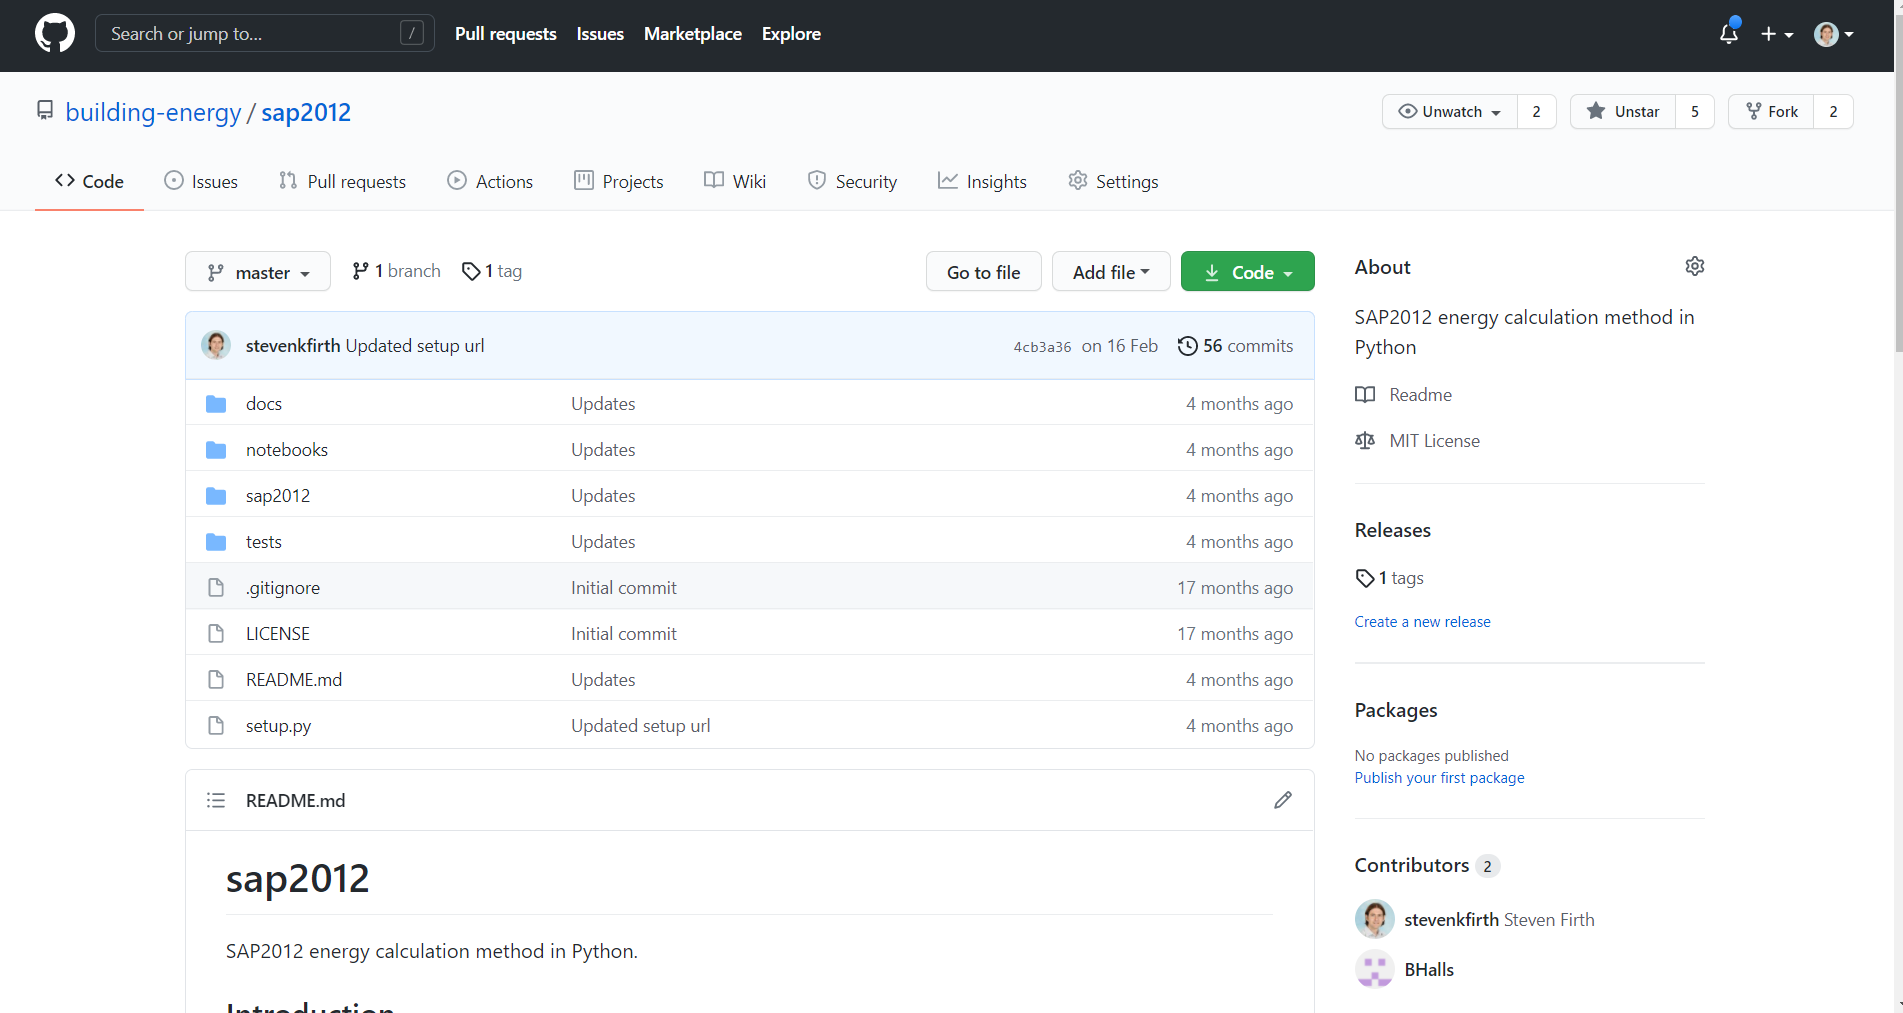 Search or jump to... /
Pull requests Issues Marketplace Explore
building-energy / sap2012
Unwatch 2 Unstar 5 Fork 2
Code Issues Pull requests Actions Projects Wiki Security Insights Settings
master 1 branch 1 tag Go to file Add file Code
stevenkfirth Updated setup url 4cb3a36 on 16 Feb 56 commits
docs Updates 4 months ago
notebooks Updates 4 months ago
sap2012 Updates 4 months ago
tests Updates 4 months ago
.gitignore Initial commit 17 months ago
LICENSE Initial commit 17 months ago
README.md Updates 4 months ago
setup.py Updated setup url 4 months ago
README.md
sap2012
SAP2012 energy calculation method in Python.
Introduction
About
SAP2012 energy calculation method in
Python
Readme
MIT License
Releases
1 tags
Create a new release
Packages
No packages published
Publish your first package
Contributors 2
stevenkfirth Steven Firth
BHalls